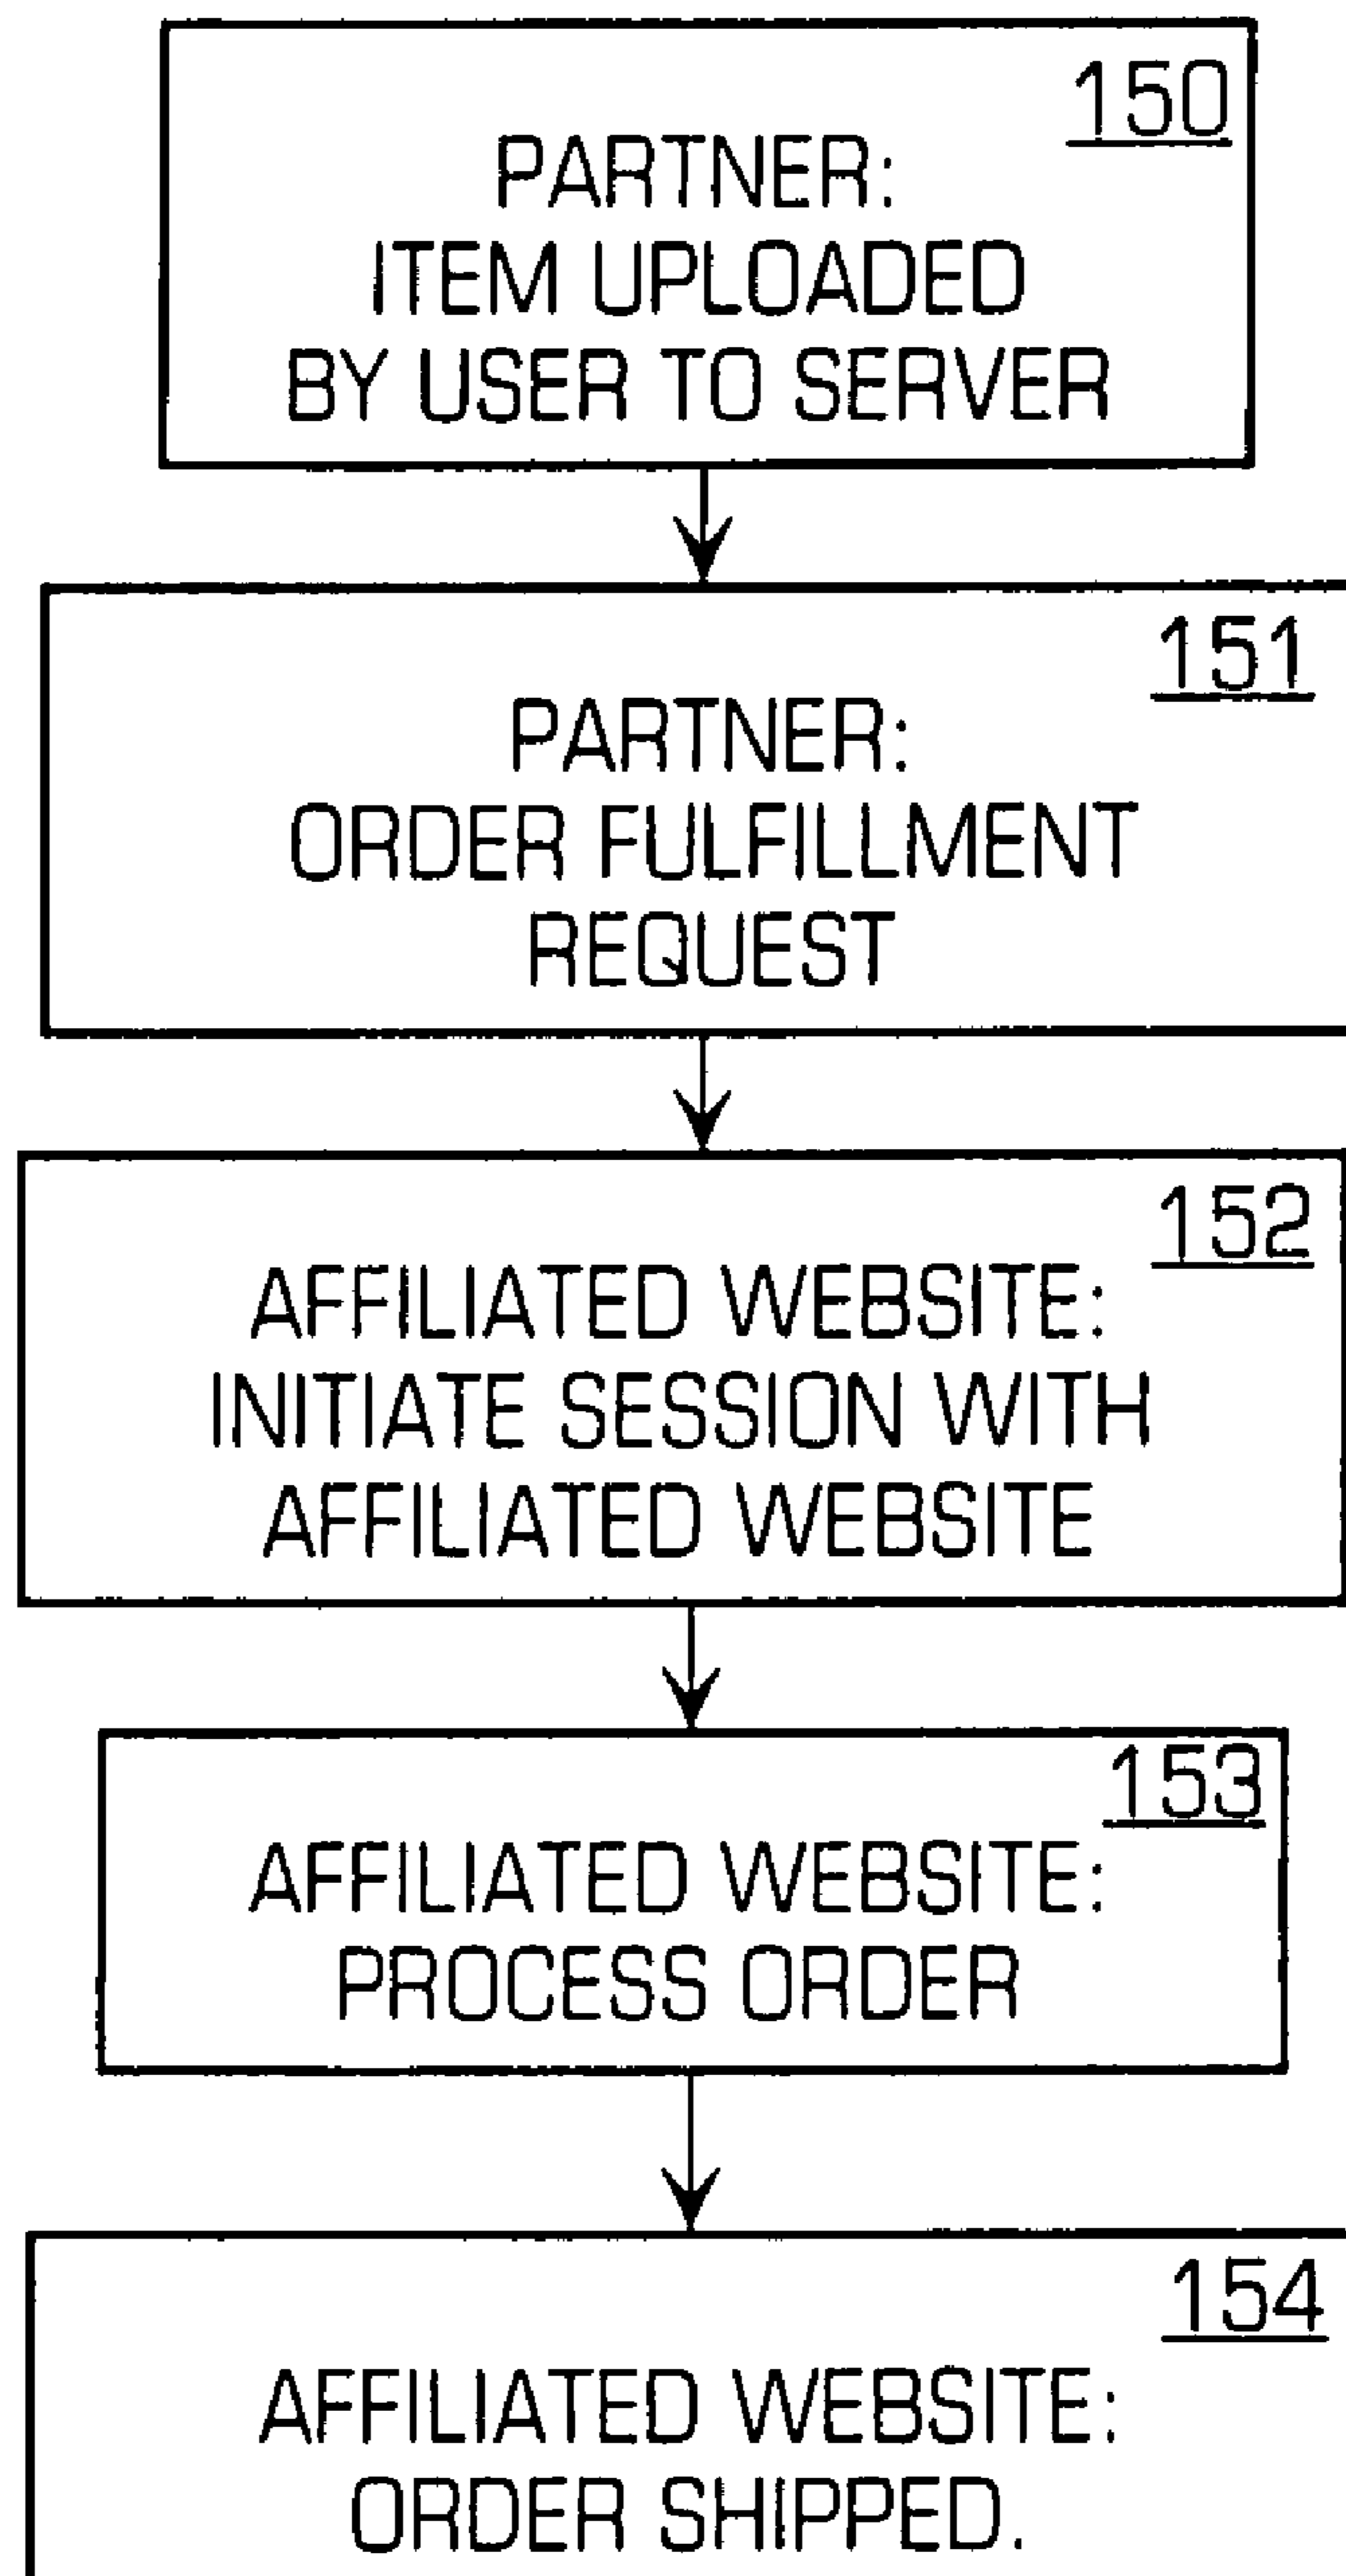 150
PARTNER:
ITEM UPLOADED
BY USER TO SERVER
151
PARTNER:
ORDER FULFILLMENT
REQUEST
152
AFFILIATED WEBSITE:
INITIATE SESSION WITH
AFFILIATED WEBSITE
153
AFFILIATED WEBSITE:
PROCESS ORDER
154
AFFILIATED WEBSITE:
ORDER SHIPPED.